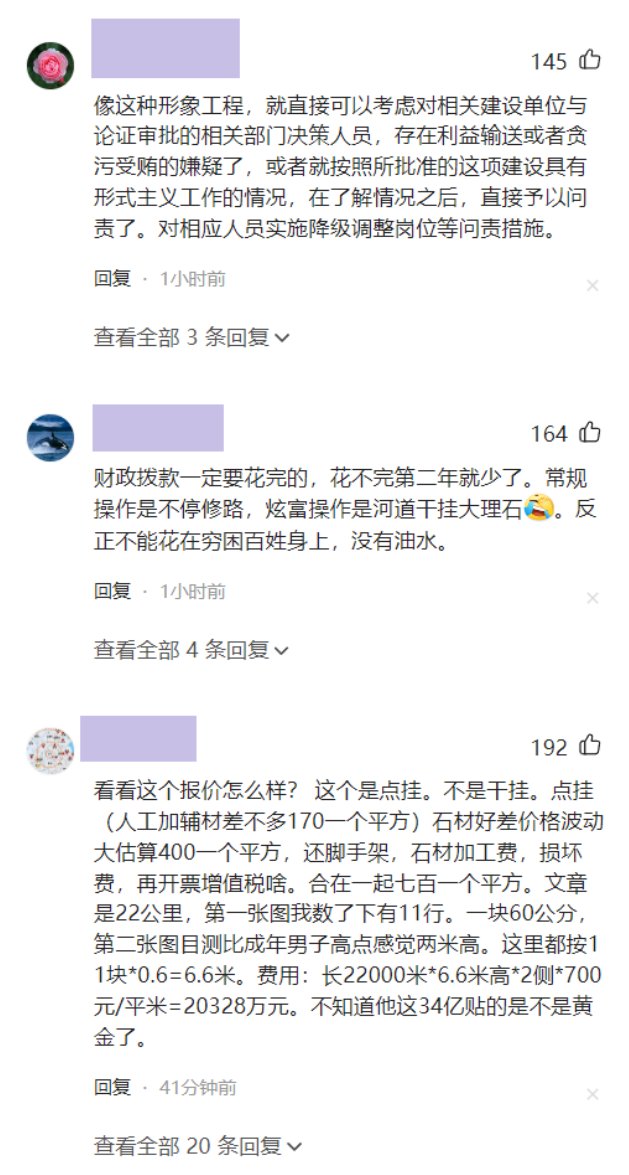 145
像这种形象工程，就直接可以考虑对相关建设单位与
论证审批的相关部门决策人员，存在利益输送或者贪
污受贿的嫌疑了，或者就按照所批准的这项建设具有
形式主义工作的情况，在了解情况之后，直接予以问
责了。对相应人员实施降级调整岗位等问责措施。
回复 · 1小时前
查看全部 3 条回复
164
财政拨款一定要花完的，花不完第二年就少了。常规
操作是不停修路，炫富操作是河道干挂大理石😂。反
正不能花在穷困百姓身上，没有油水。
回复 · 1小时前
查看全部 4 条回复
192
看看这个报价怎么样？ 这个是点挂。不是干挂。点挂
（人工加辅材差不多170一个平方）石材好差价格波动
大估算400一个平方，还脚手架，石材加工费，损坏
费，再开票增值税啥。合在一起七百一个平方。文章
是22公里，第一张图我数了下有11行。一块60公分，
第二张图目测比成年男子高点感觉两米高。这里都按1
1块*0.6=6.6米。费用：长22000米*6.6米高*2侧*700
元/平米=20328万元。不知道他这34亿贴的是不是黄
金了。
回复 · 41分钟前
查看全部 20 条回复